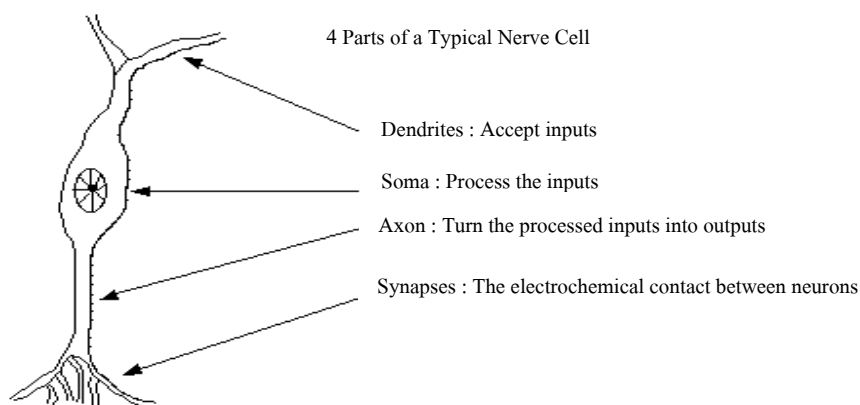 4 Parts of a Typical Nerve Cell
Dendrites : Accept inputs
Soma : Process the inputs
Axon : Turn the processed inputs into outputs
Synapses : The electrochemical contact between neurons